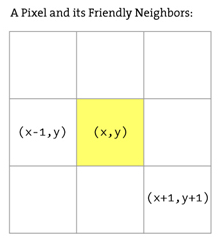 A Pixel and its Friendly Neighbors:
(x-1,y) (x,y)
(x+1,y+1)